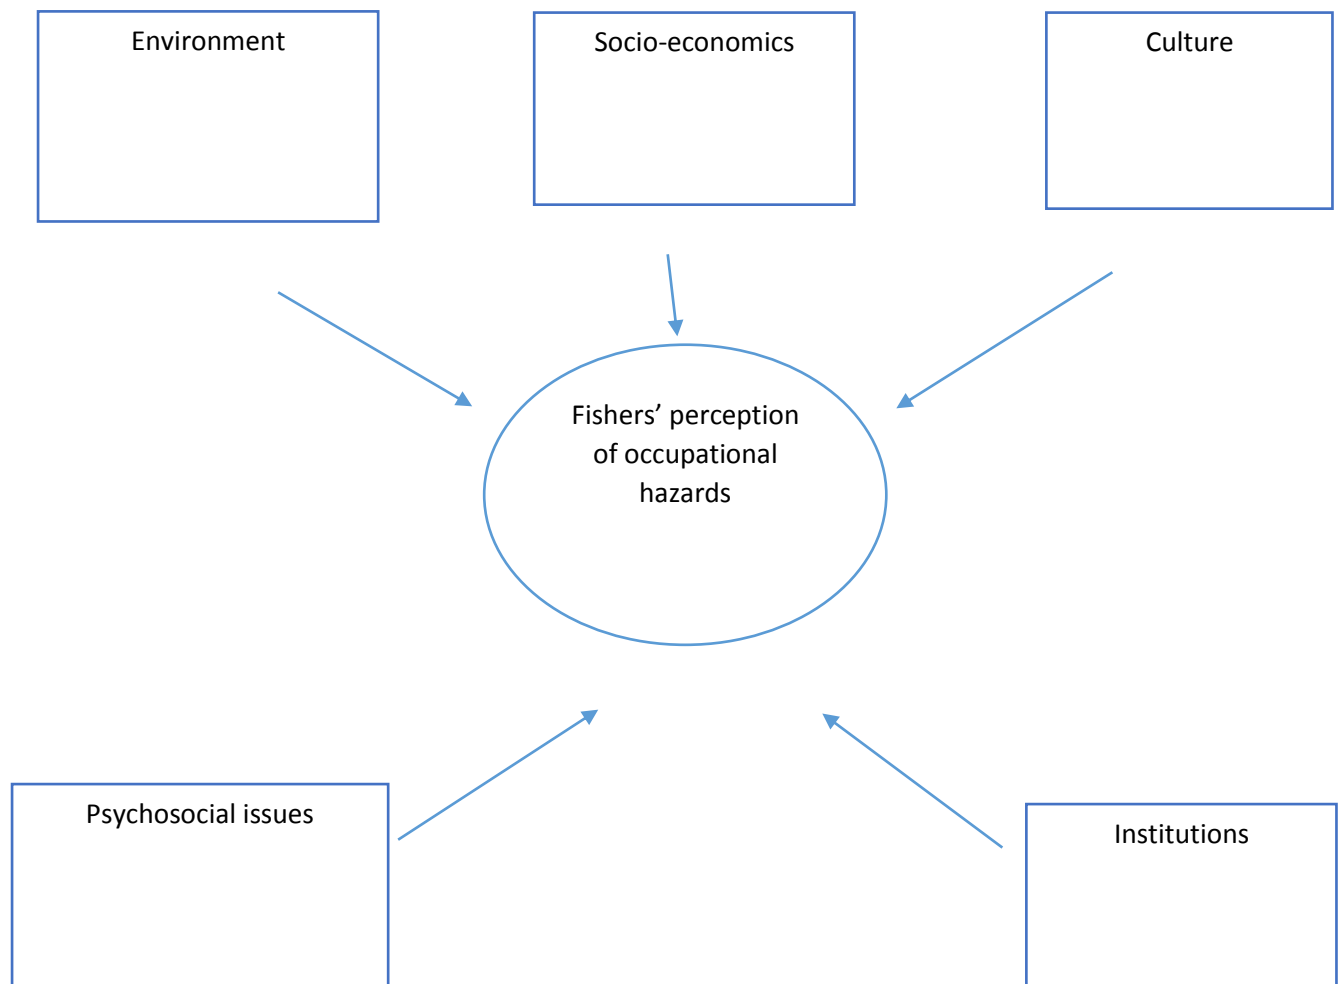 Environment
Socio-economics
Culture
Fishers’ perception
of occupational
hazards
Psychosocial issues
Institutions